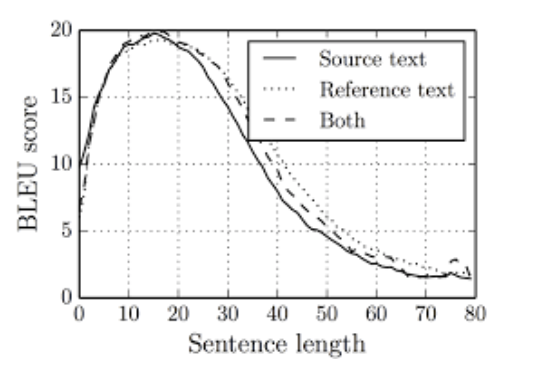 20
15
10
5
0
BLEU score
Source text
Reference text
Both
0 10 20 30 40 50 60 70 80
Sentence length